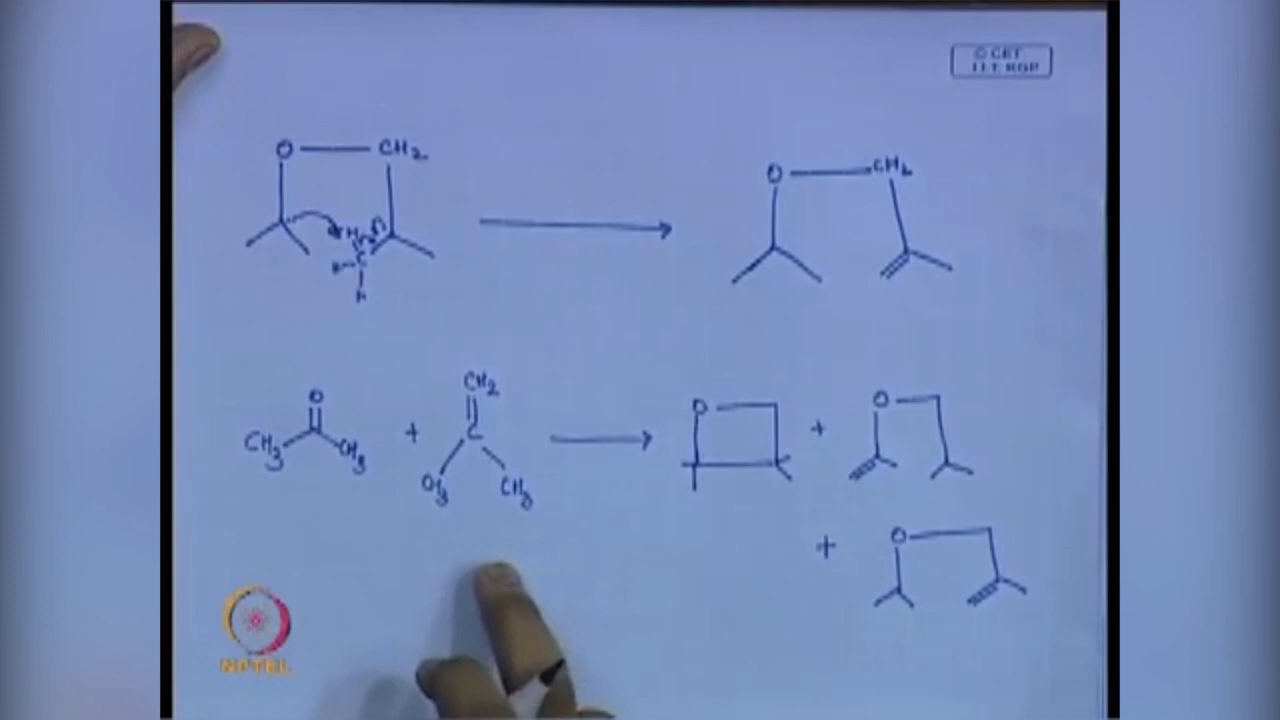 © CET
I.I.T. KGP
O CH2
O CH2
H
C
H
H
O
CH3 CH3
+
CH2
C
CH3 CH3
O
+
O
+
O
NPTEL